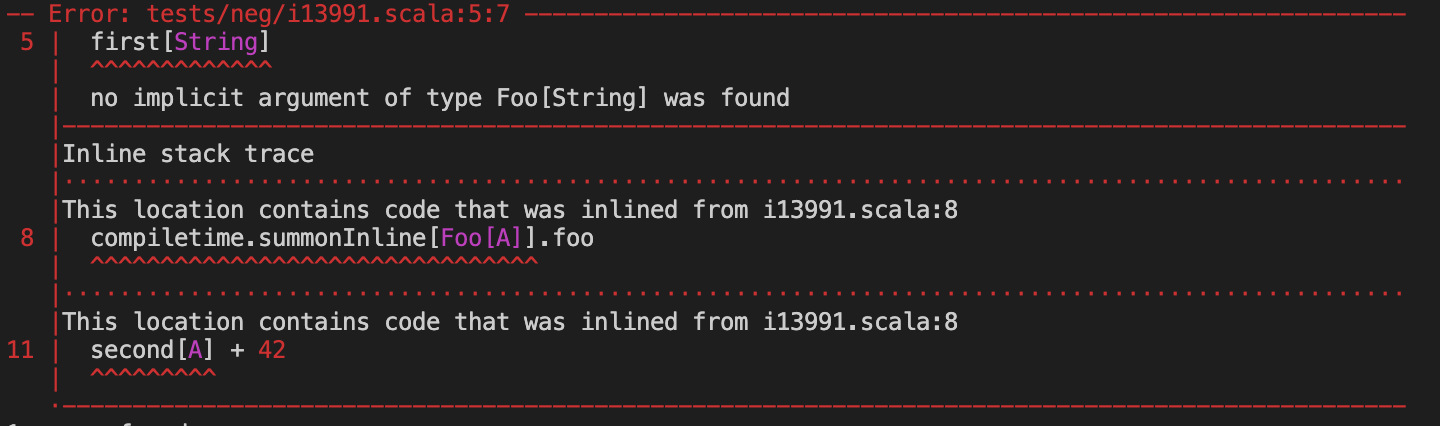 -- Error: tests/neg/i13991.scala:5:7 ----------------------------------------------------------------
5 |  first[String]
  |  ^^^^^^^^^^^^^
  |  no implicit argument of type Foo[String] was found
  |----------------------------------------------------------------
  |Inline stack trace
  |................................................................
  |This location contains code that was inlined from i13991.scala:8
8 |  compiletime.summonInline[Foo[A]].foo
  |  ^^^^^^^^^^^^^^^^^^^^^^^^^^^^^^^^
  |................................................................
  |This location contains code that was inlined from i13991.scala:8
11 |  second[A] + 42
  |  ^^^^^^^^^